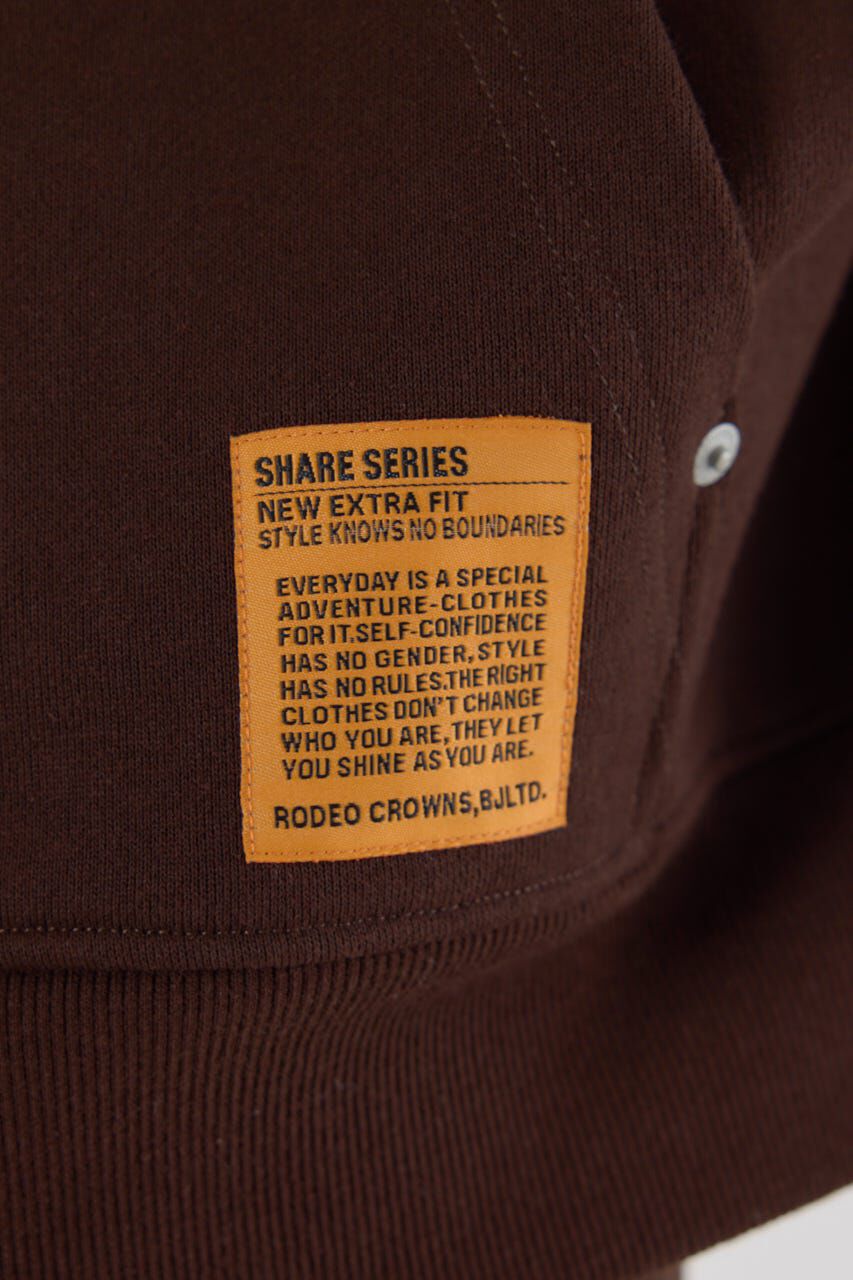 SHARE SERIES
NEW EXTRA FIT
STYLE KNOWS NO BOUNDARIES
EVERYDAY IS A SPECIAL
ADVENTURE-CLOTHES
FOR IT.SELF-CONFIDENCE
HAS NO GENDER, STYLE
HAS NO RULES.THE RIGHT
CLOTHES DON'T CHANGE
WHO YOU ARE, THEY LET
YOU SHINE AS YOU ARE.
RODEO CROWNS,BJLTD.